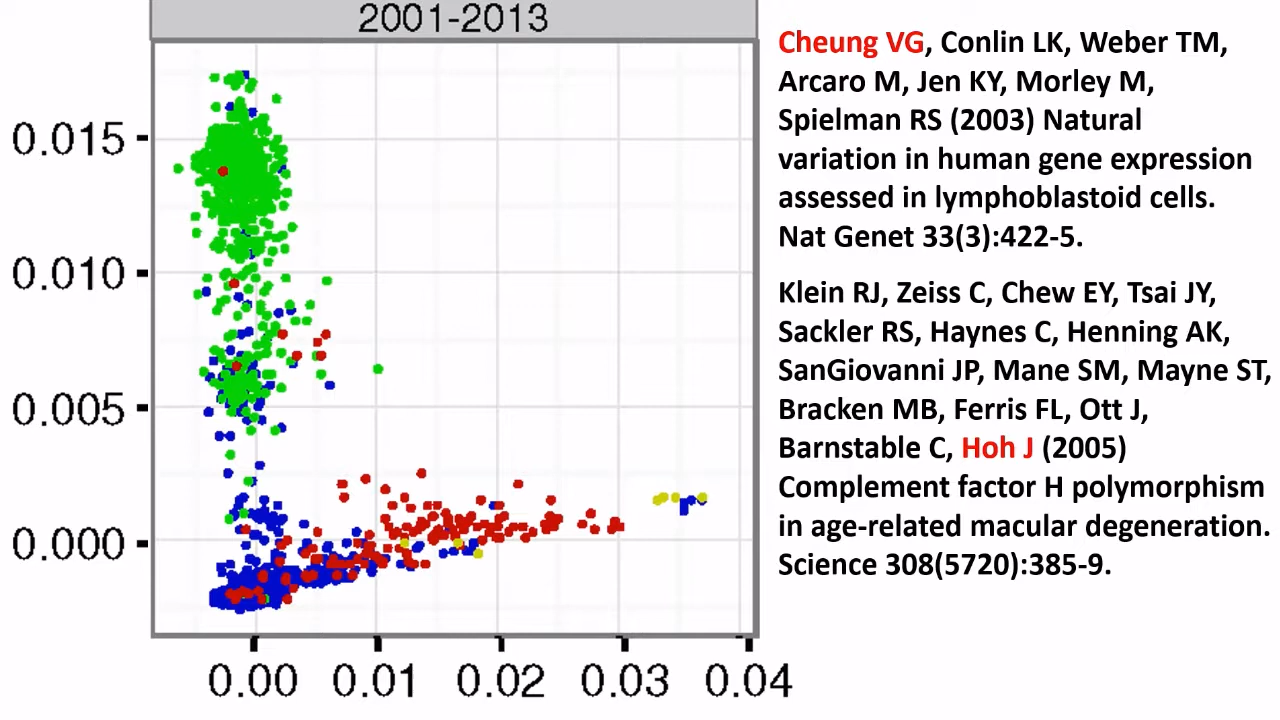 2001-2013
0.015
0.010
0.005
0.000
0.00 0.01 0.02 0.03 0.04
Cheung VG, Conlin LK, Weber TM,
Arcaro M, Jen KY, Morley M,
Spielman RS (2003) Natural
variation in human gene expression
assessed in lymphoblastoid cells.
Nat Genet 33(3):422-5.
Klein RJ, Zeiss C, Chew EY, Tsai JY,
Sackler RS, Haynes C, Henning AK,
SanGiovanni JP, Mane SM, Mayne ST,
Bracken MB, Ferris FL, Ott J,
Barnstable C, Hoh J (2005)
Complement factor H polymorphism
in age-related macular degeneration.
Science 308(5720):385-9.